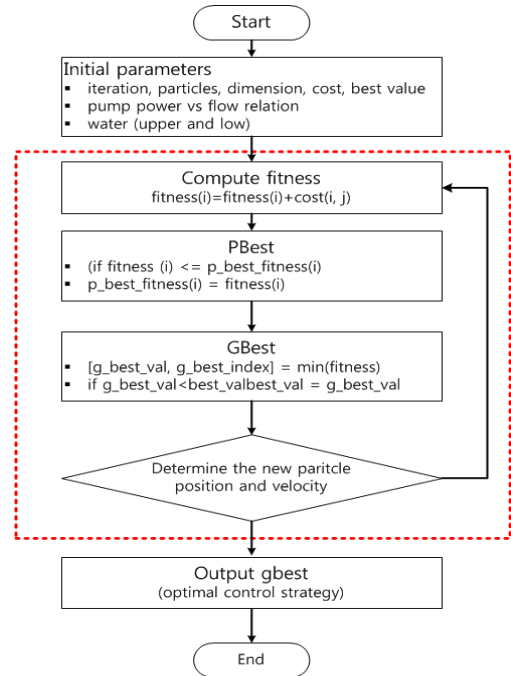 Start
Initial parameters
▪ iteration, particles, dimension, cost, best value
▪ pump power vs flow relation
▪ water (upper and low)
Compute fitness
fitness(i)=fitness(i)+cost(i, j)
PBest
▪ (if fitness (i) <= p_best_fitness(i)
▪ p_best_fitness(i) = fitness(i)
GBest
▪ [g_best_val, g_best_index] = min(fitness)
▪ if g_best_val<best_valbest_val = g_best_val
Determine the new paritcle
position and velocity
Output gbest
(optimal control strategy)
End